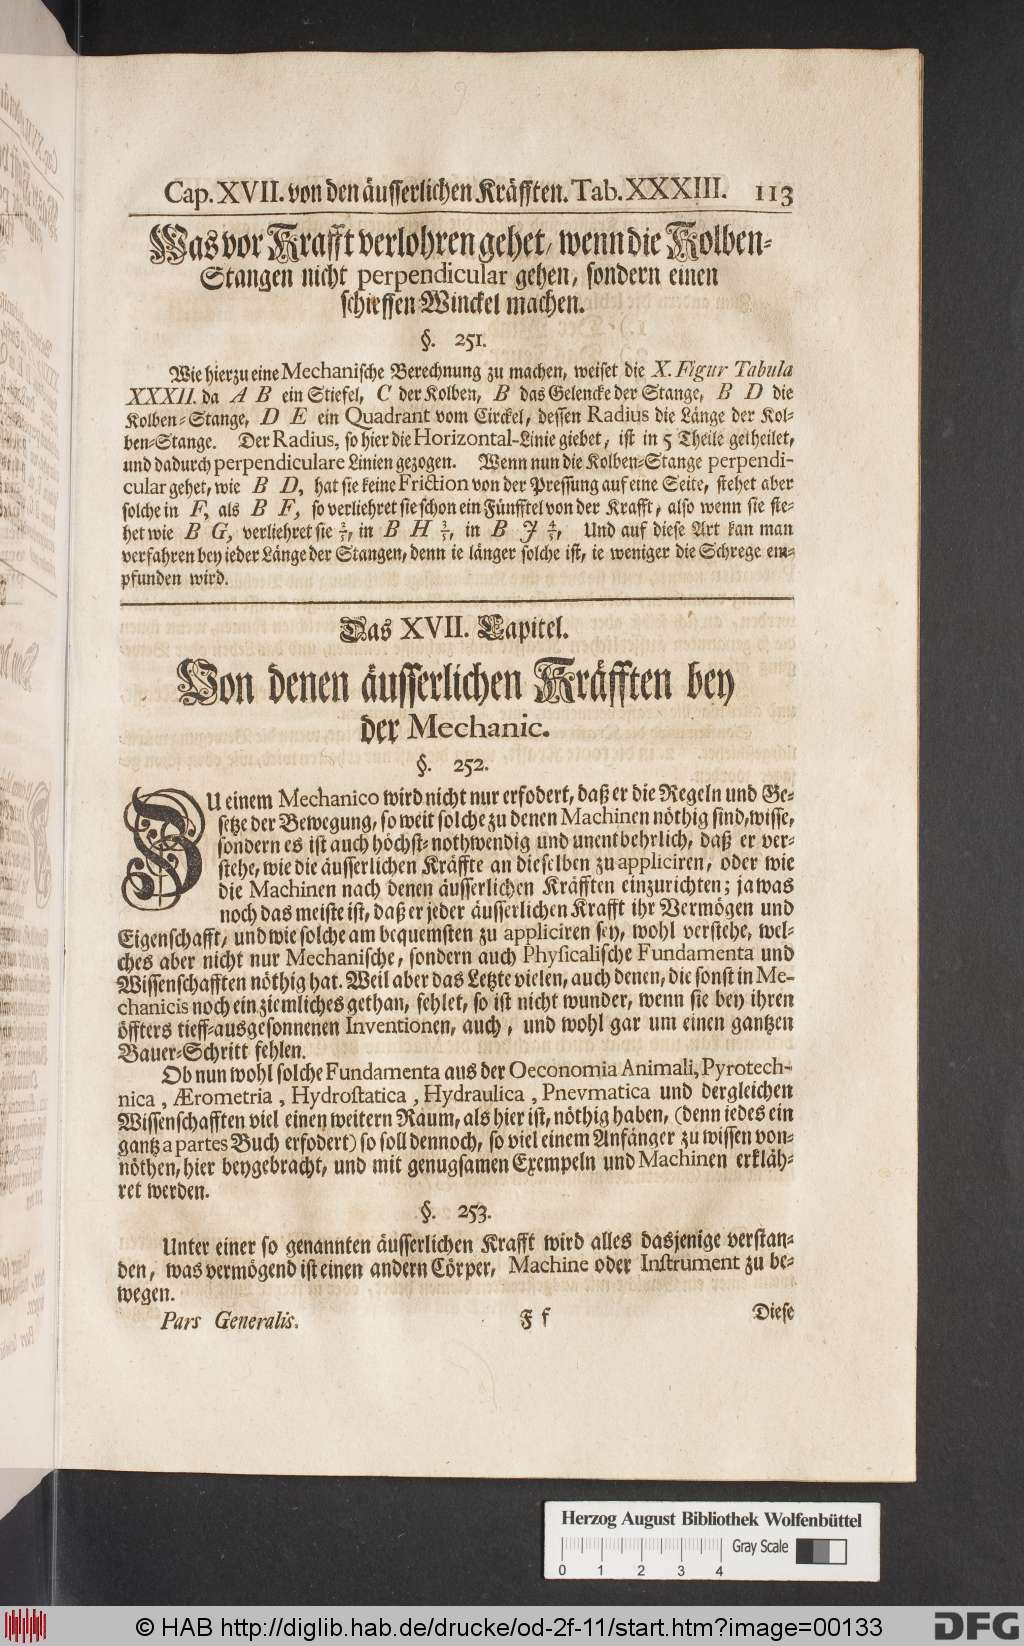 Cap. XVII. von den äusserlichen Kräfften. Tab. XXXIII. 113
Was vor Krafft verlohren gehet, wenn die Kolben-
Stangen nicht perpendicular gehen, sondern einen
schieffen Winckel machen.
§. 251.
Wie hierzu eine Mechanische Berechnung zu machen, weiset die X. Figur Tabula
XXXII. da A B ein Stiefel, C der Kolben, B das Gelencke der Stange, B D die
Kolben-Stange, D E ein Quadrant vom Circkel, dessen Radius die Länge der Kol-
ben-Stange. Der Radius, so hier die Horizontal-Linie giebet, ist in 5 Theile getheilet,
und dadurch perpendiculare Linien gezogen. Wenn nun die Kolben-Stange perpendi-
cular gehet, wie B D, hat sie keine Friction von der Pressung auf eine Seite, stehet aber
solche in F, als B F, so verliehret sie schon ein Fünfftel von der Krafft, also wenn sie ste-
het wie B G, verliehret sie 2/5, in B H 3/5, in B J 4/5, Und auf diese Art kan man
verfahren bey ieder Länge der Stangen, denn ie länger solche ist, ie weniger die Schrege em-
pfunden wird.
Das XVII. Capitel.
Von denen äusserlichen Kräfften bey
der Mechanic.
§. 252.
ZU einem Mechanico wird nicht nur erfodert, daß er die Regeln und Ge-
setze der Bewegung, so weit solche zu denen Machinen nöthig sind, wisse,
sondern es ist auch höchst-nothwendig und unentbehrlich, daß er ver-
stehe, wie die äusserlichen Kräffte an dieselben zu appliciren, oder wie
die Machinen nach denen äusserlichen Kräfften einzurichten; ja was
noch das meiste ist, daß er jeder äusserlichen Krafft ihr Vermögen und
Eigenschafft, und wie solche am bequemsten zu appliciren sey, wohl verstehe, wel-
ches aber nicht nur Mechanische, sondern auch Physicalische Fundamenta und
Wissenschafften nöthig hat. Weil aber das Letzte vielen, auch denen, die sonst in Me-
chanicis noch ein ziemliches gethan, fehlet, so ist nicht wunder, wenn sie bey ihren
öffters tieff-ausgesonnenen Inventionen, auch, und wohl gar um einen gantzen
Bauer-Schritt fehlen.
Ob nun wohl solche Fundamenta aus der Oeconomia Animali, Pyrotech-
nica, Ærometria, Hydrostatica, Hydraulica, Pnevmatica und dergleichen
Wissenschafften viel einen weitern Raum, als hier ist, nöthig haben, (denn iedes ein
gantz a partes Buch erfodert) so soll dennoch, so viel einem Anfänger zu wissen von-
nöthen, hier beygebracht, und mit genugsamen Exempeln und Machinen erkläh-
ret werden.
§. 253.
Unter einer so genannten äusserlichen Krafft wird alles dasjenige verstan-
den, was vermögend ist einen andern Cörper, Machine oder Instrument zu be-
wegen.
Pars Generalis. F f Diese
Herzog August Bibliothek Wolfenbüttel
0 1 2 3 4 Gray Scale
© HAB http://diglib.hab.de/drucke/od-2f-11/start.htm?image=00133
DFG